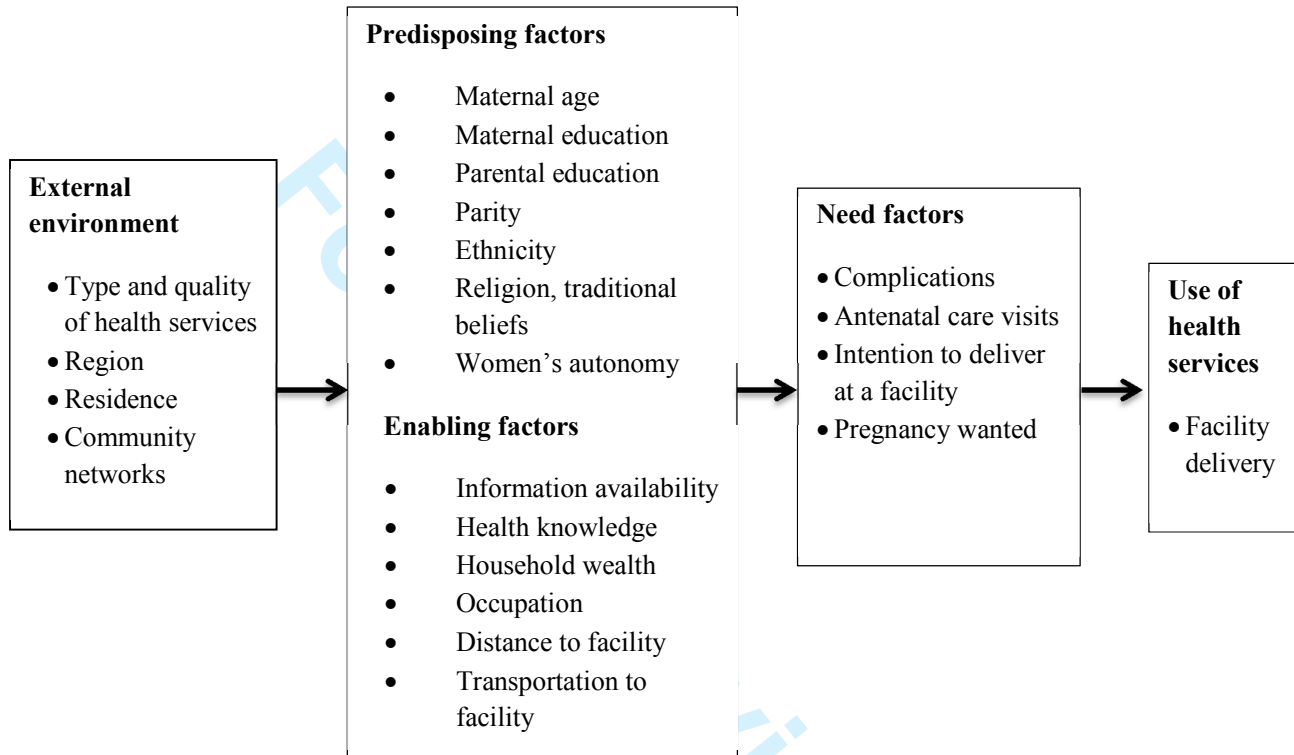 External
environment
• Type and quality
of health services
• Region
• Residence
• Community
networks
Predisposing factors
• Maternal age
• Maternal education
• Parental education
• Parity
• Ethnicity
• Religion, traditional
beliefs
• Women’s autonomy
Enabling factors
• Information availability
• Health knowledge
• Household wealth
• Occupation
• Distance to facility
• Transportation to
facility
Need factors
• Complications
• Antenatal care visits
• Intention to deliver
at a facility
• Pregnancy wanted
Use of
health
services
• Facility
delivery